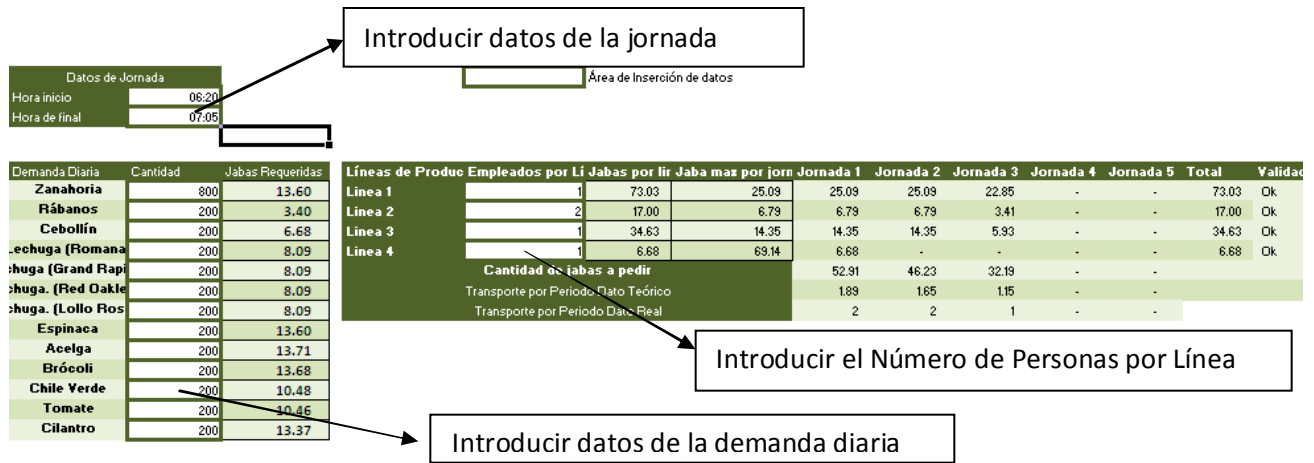 Introducir datos de la jornada
Datos de Jornada
Área de Inserción de datos
Hora inicio 06:20
Hora de final 07:05
Demanda Diaria Cantidad Jabas Requeridas
Zanahoria 800 13.60
Rábanos 200 3.40
Cebollín 200 6.68
Lechuga (Romana 200 8.09
chuga (Grand Rapi 200 8.09
chuga. (Red Oakle 200 8.09
chuga. (Lollo Ros 200 8.09
Espinaca 200 13.60
Acelga 200 13.71
Brócoli 200 13.68
Chile Verde 200 10.48
Tomate 200 10.46
Cilantro 200 13.37
Líneas de Produc Empleados por Lí Jabas por lir Jaba max por jorn Jornada 1 Jornada 2 Jornada 3 Jornada 4 Jornada 5 Total Validac
Linea 1 1 73.03 25.09 25.09 25.09 22.85 - - 73.03 Ok
Linea 2 2 17.00 6.79 6.79 6.79 3.41 - - 17.00 Ok
Linea 3 1 34.63 14.35 14.35 14.35 5.93 - - 34.63 Ok
Linea 4 1 6.68 69.14 6.68 - - - - 6.68 Ok
Cantidad de jabas a pedir 52.91 46.23 32.19 - -
Transporte por Periodo Dato Teórico 1.89 1.65 1.15 - -
Transporte por Periodo Dato Real 2 2 1 - -
Introducir el Número de Personas por Línea
Introducir datos de la demanda diaria